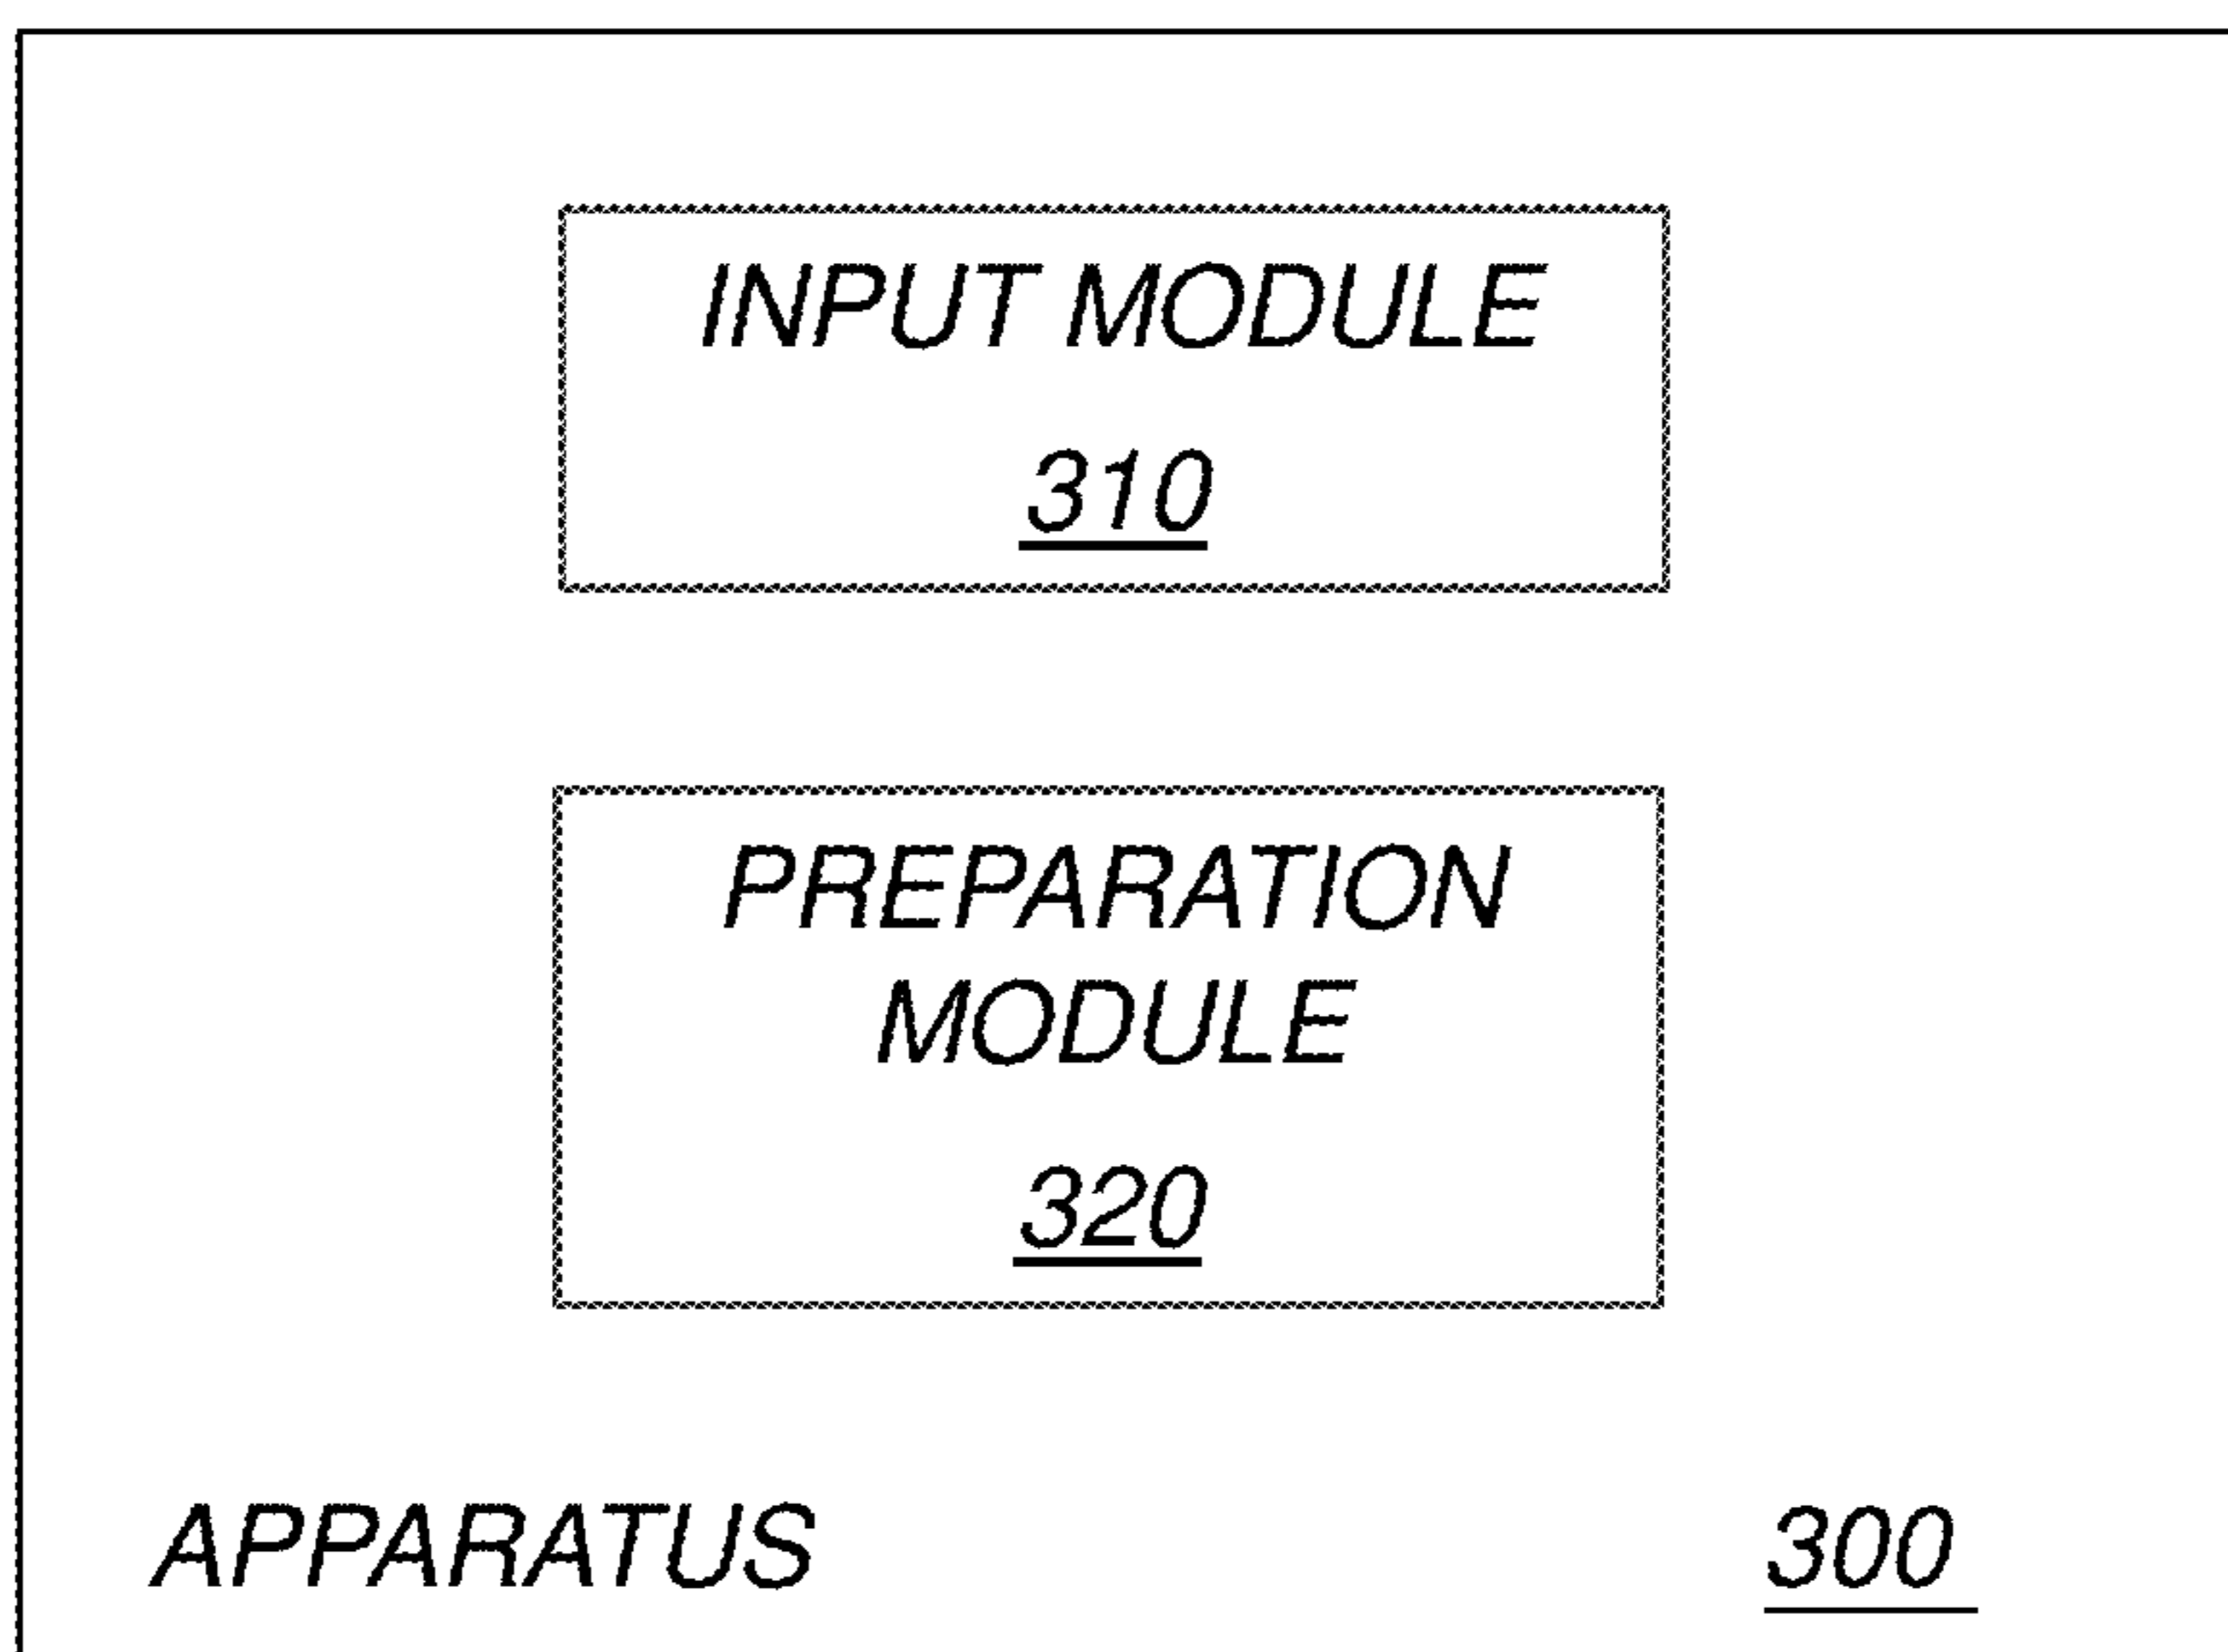 INPUT MODULE
310
PREPARATION
MODULE
320
APPARATUS 300